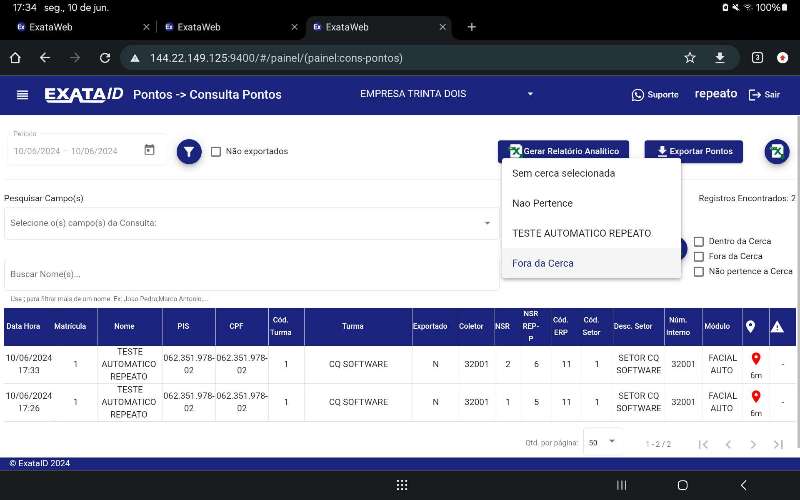 17:34 seg., 10 de jun.
100%
ExataWeb
ExataWeb
ExataWeb
144.22.149.125:9400/#/painel/(painel:cons-pontos)
3
EXATAID
Pontos -> Consulta Pontos
EMPRESA TRINTA DOIS
Suporte
repeato
Sair
Período
10/06/2024 – 10/06/2024
Não exportados
Gerar Relatório Analítico
Exportar Pontos
Sem cerca selecionada
Nao Pertence
TESTE AUTOMATICO REPEATO
Fora da Cerca
Pesquisar Campo(s)
Registros Encontrados: 2
Selecione o(s) campo(s) da Consulta:
Dentro da Cerca
Fora da Cerca
Não pertence a Cerca
Buscar Nome(s)...
Use ; para filtrar mais de um nome. Ex: Joao Pedro;Marco Antonio;...
Data Hora Matrícula Nome PIS CPF Cód. Turma Turma Exportado Coletor NSR NSR REP-P Cód. ERP Cód. Setor Desc. Setor Núm. Interno Módulo
10/06/2024 17:33 1 TESTE AUTOMATICO REPEATO 062.351.978-02 062.351.978-02 1 CQ SOFTWARE N 32001 2 6 11 1 SETOR CQ SOFTWARE 32001 FACIAL AUTO 6m -
10/06/2024 17:26 1 TESTE AUTOMATICO REPEATO 062.351.978-02 062.351.978-02 1 CQ SOFTWARE N 32001 1 5 11 1 SETOR CQ SOFTWARE 32001 FACIAL AUTO 6m -
Qtd. por página: 50 1 - 2 / 2
© ExataID 2024